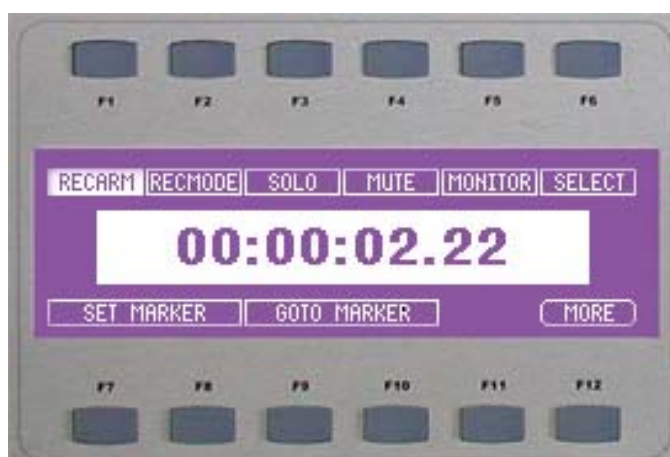 F1 F2 F3 F4 F5 F6
RECARM RECMODE SOLO MUTE MONITOR SELECT
00:00:02.22
SET MARKER GOTO MARKER MORE
F7 F8 F9 F10 F11 F12